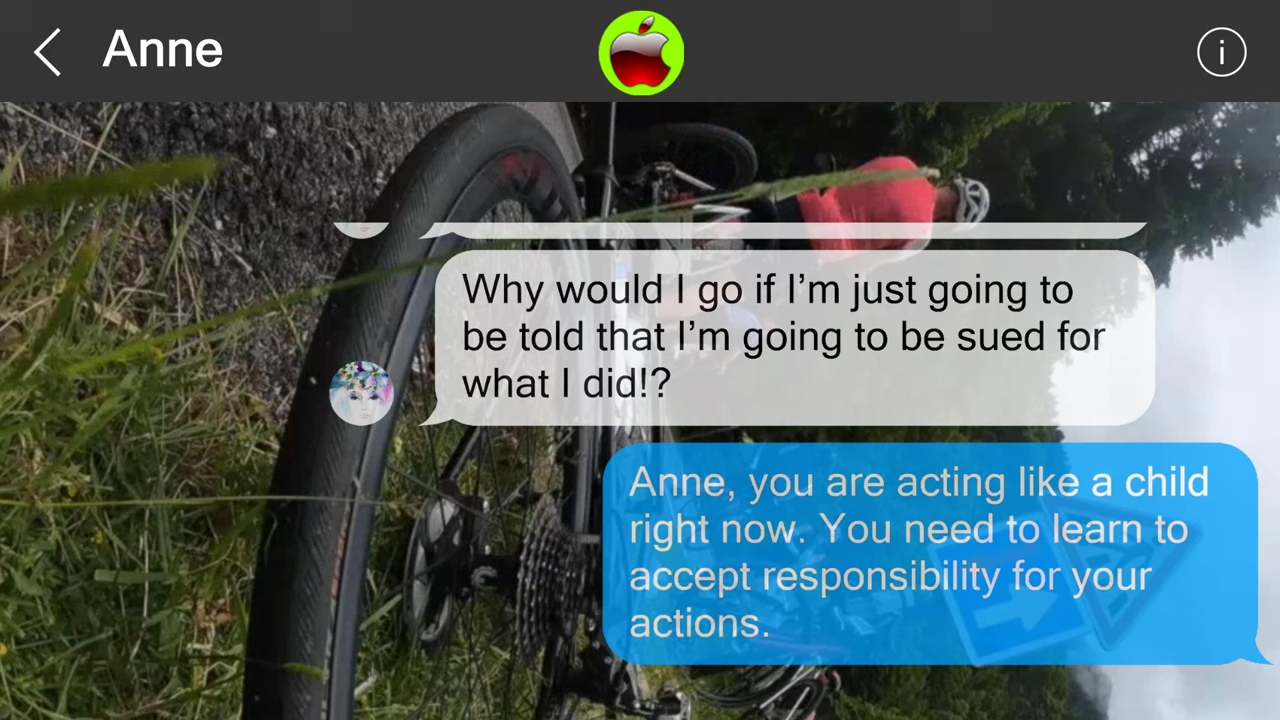 Anne
Why would I go if I’m just going to
be told that I’m going to be sued for
what I did!?
Anne, you are acting like a child
right now. You need to learn to
accept responsibility for your
actions.